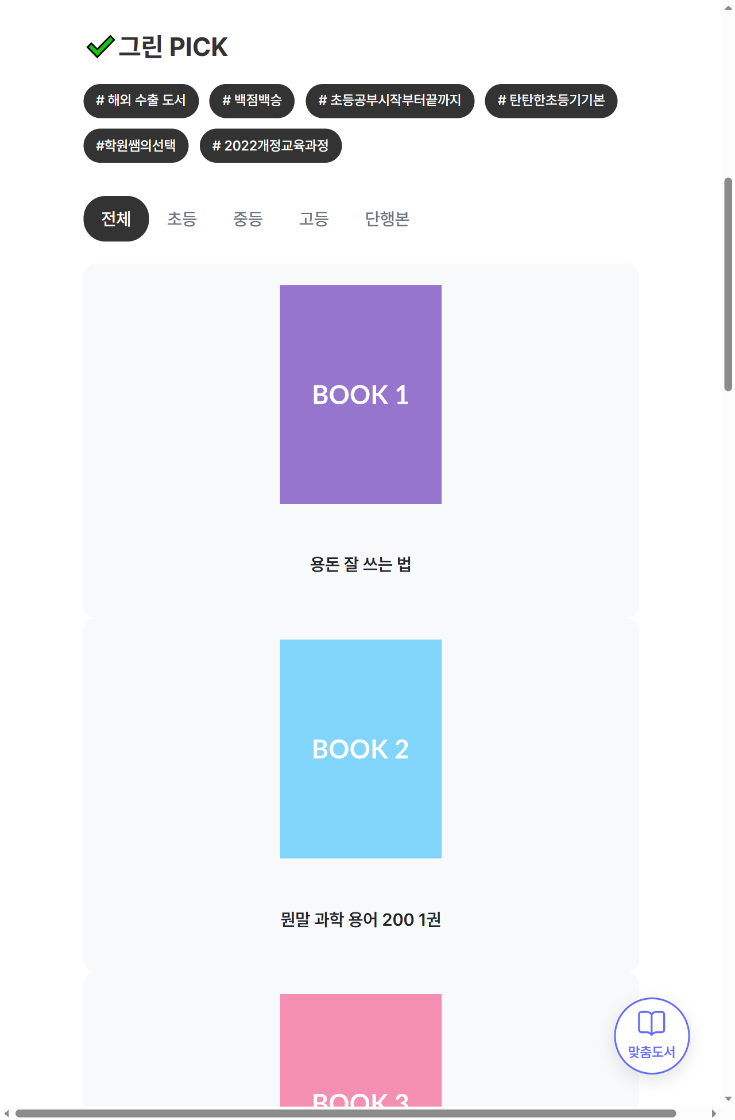 그린 PICK
# 해외 수출 도서
# 백점백승
# 초등공부시작부터끝까지
# 탄탄한초등기기본
#학원쌤의선택
# 2022개정교육과정
전체
초등
중등
고등
단행본
BOOK 1
용돈 잘 쓰는 법
BOOK 2
뭔말 과학 용어 200 1권
BOOK 3
맞춤도서